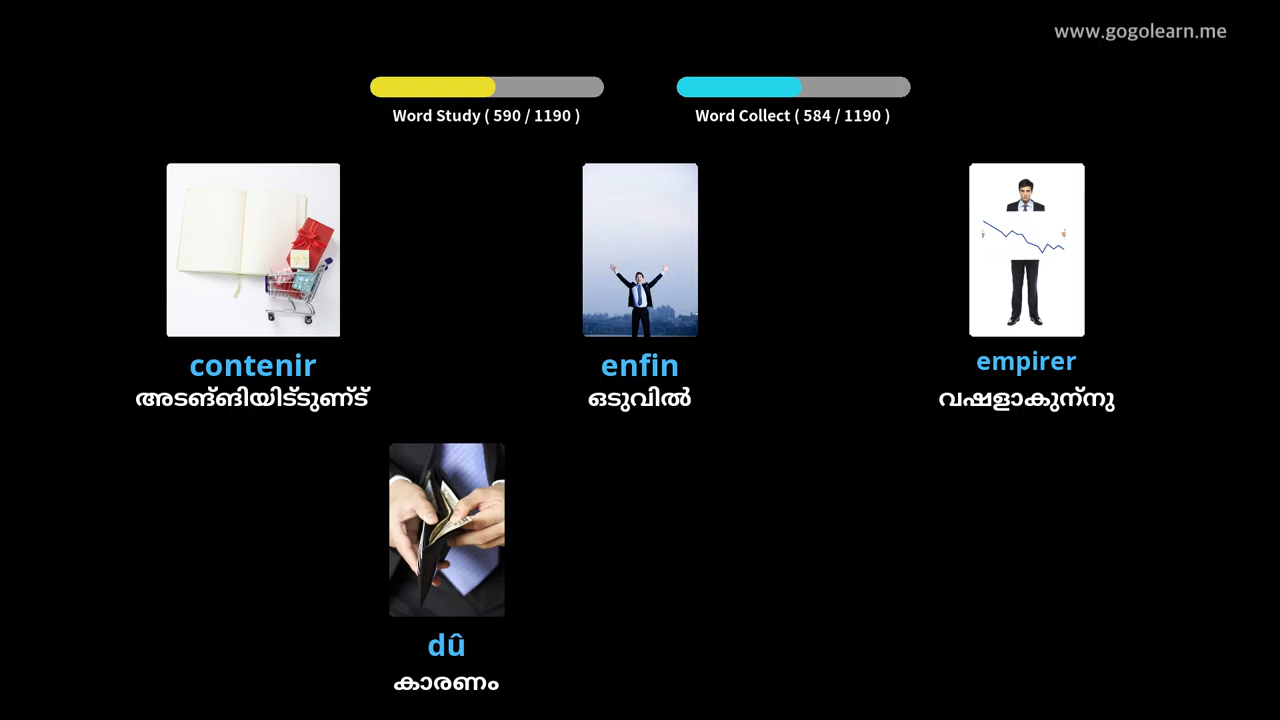 www.gogolearn.me
Word Study ( 590 / 1190 )
Word Collect ( 584 / 1190 )
contenir
അടങ്ങിയിട്ടുണ്ട്
enfin
ഒടുവിൽ
empirer
വഷളാകുന്നു
dû
കാരണം